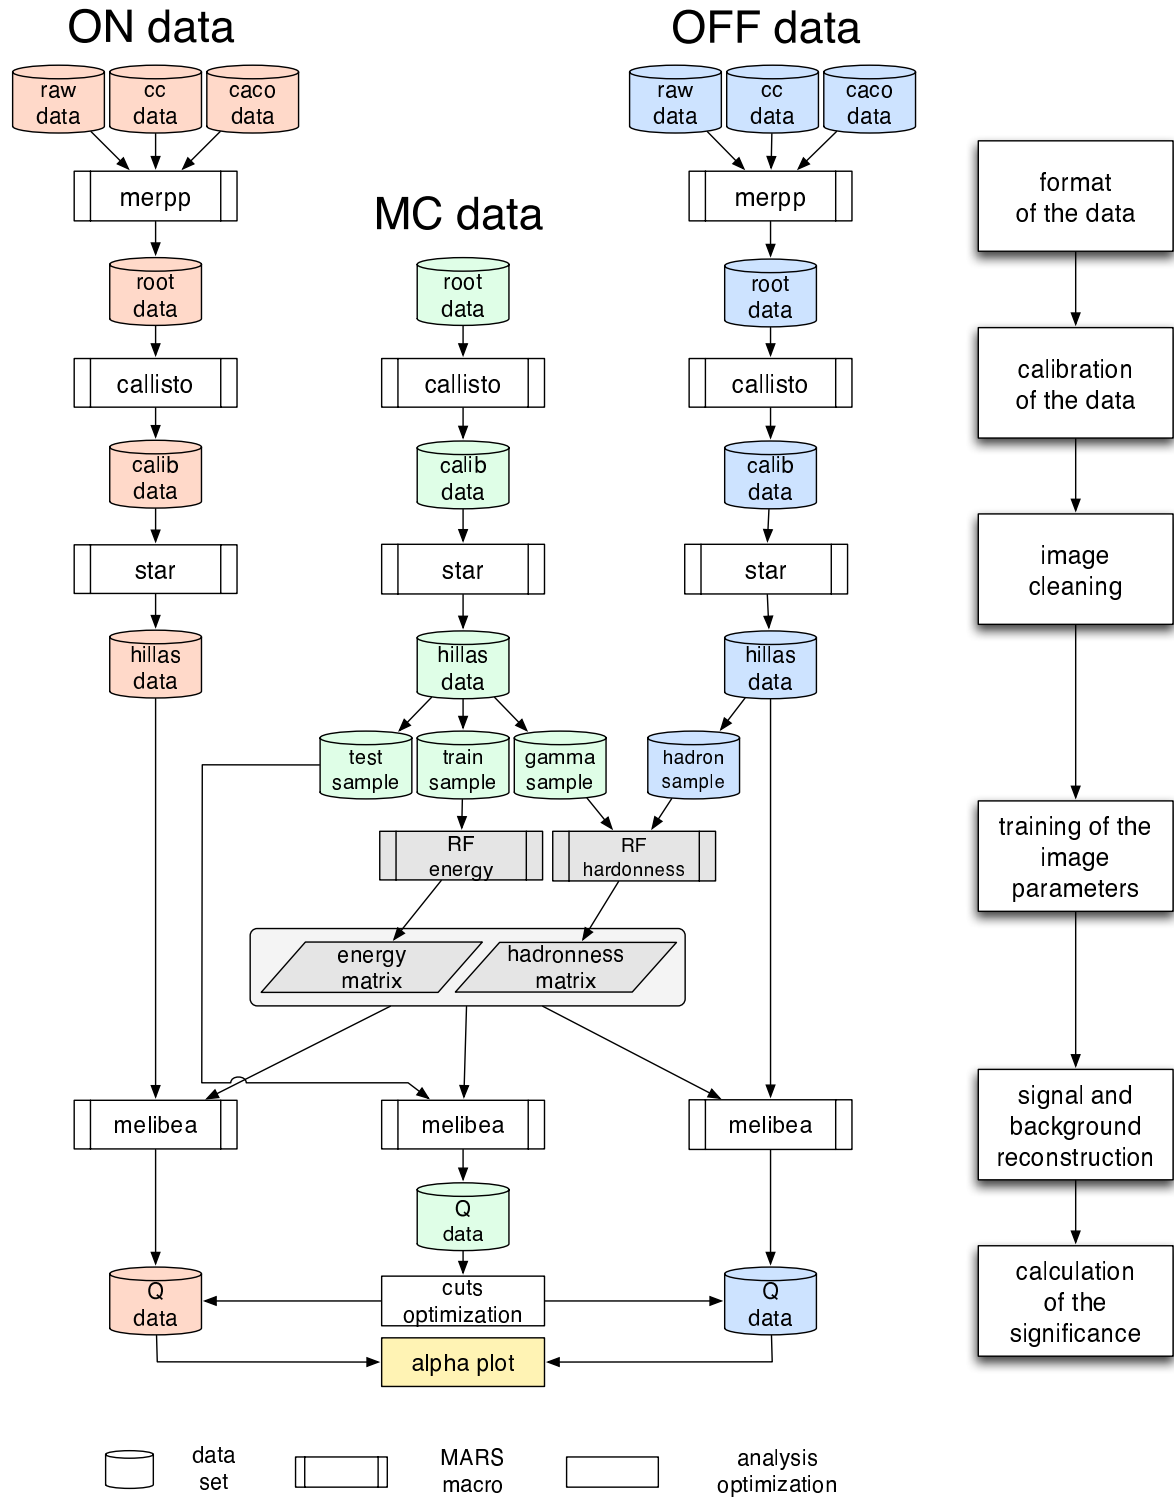 ON data
OFF data
raw
data
cc
data
caco
data
raw
data
cc
data
caco
data
merpp
MC data
merpp
format
of the data
root
data
root
data
root
data
callisto
callisto
callisto
calibration
of the data
calib
data
calib
data
calib
data
star
star
star
image
cleaning
hillas
data
hillas
data
hillas
data
test
sample
train
sample
gamma
sample
hadron
sample
RF
energy
RF
hardonness
training of the
image
parameters
energy
matrix
hadronness
matrix
melibea
melibea
melibea
signal and
background
reconstruction
Q
data
Q
data
cuts
optimization
Q
data
calculation
of the
significance
alpha plot
data
set
MARS
macro
analysis
optimization